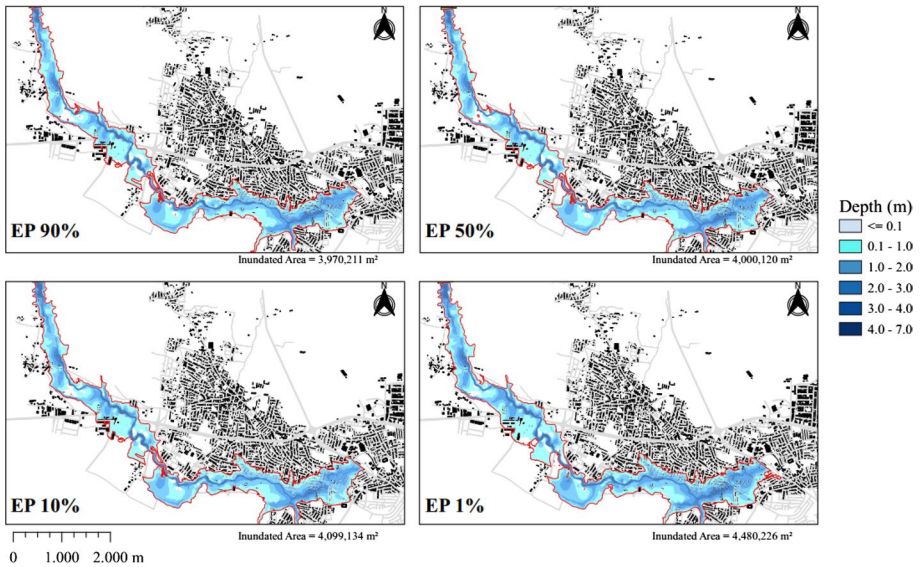 N
N
EP 90%
EP 50%
Inundated Area = 3,970,211 m²
Inundated Area = 4,000,120 m²
Depth (m)
<= 0.1
0.1 - 1.0
1.0 - 2.0
2.0 - 3.0
3.0 - 4.0
4.0 - 7.0
N
N
EP 10%
EP 1%
Inundated Area = 4,099,134 m²
Inundated Area = 4,480,226 m²
0 1.000 2.000 m